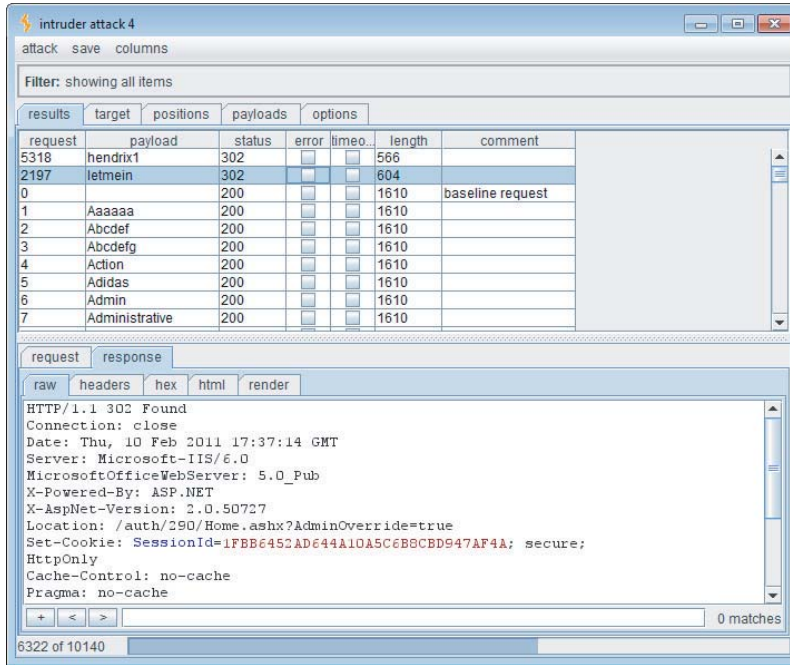 intruder attack 4
attack save columns
Filter: showing all items
results target positions payloads options
request payload status error timeo... length comment
5318 hendrix1 302 566
2197 letmein 302 604
0 200 1610 baseline request
1 Aaaaaa 200 1610
2 Abcdef 200 1610
3 Abcdefg 200 1610
4 Action 200 1610
5 Adidas 200 1610
6 Admin 200 1610
7 Administrative 200 1610
request response
raw headers hex html render
HTTP/1.1 302 Found
Connection: close
Date: Thu, 10 Feb 2011 17:37:14 GMT
Server: Microsoft-IIS/6.0
MicrosoftOfficeWebServer: 5.0_Pub
X-Powered-By: ASP.NET
X-AspNet-Version: 2.0.50727
Location: /auth/290/Home.ashx?AdminOverride=true
Set-Cookie: SessionId=1FBB6452AD644A10A5C6B8CBD947AF4A; secure;
HttpOnly
Cache-Control: no-cache
Pragma: no-cache
+ < > 0 matches
6322 of 10140